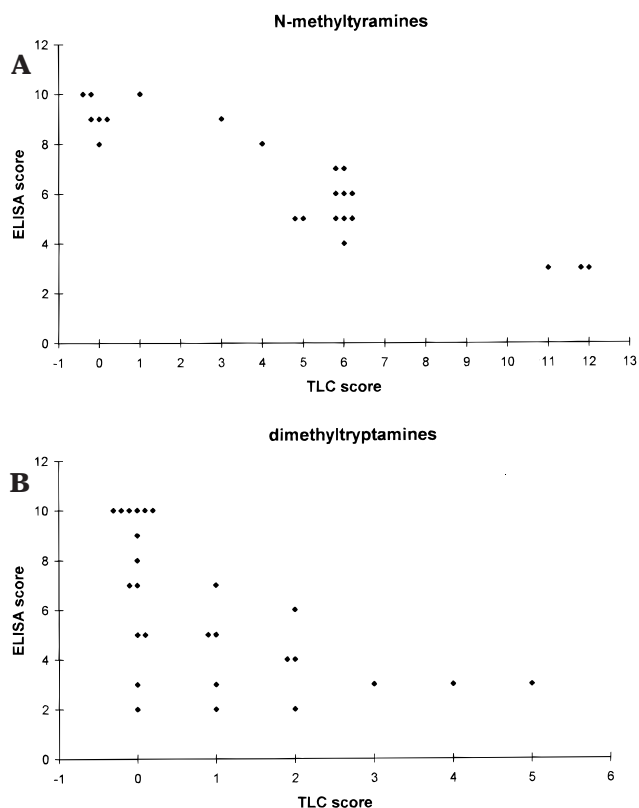 N-methyltyramines
A
12
10
8
6
4
2
0
ELISA score
-1 0 1 2 3 4 5 6 7 8 9 10 11 12 13
TLC score
dimethyltryptamines
B
12
10
8
6
4
2
0
ELISA score
-1 0 1 2 3 4 5 6
TLC score